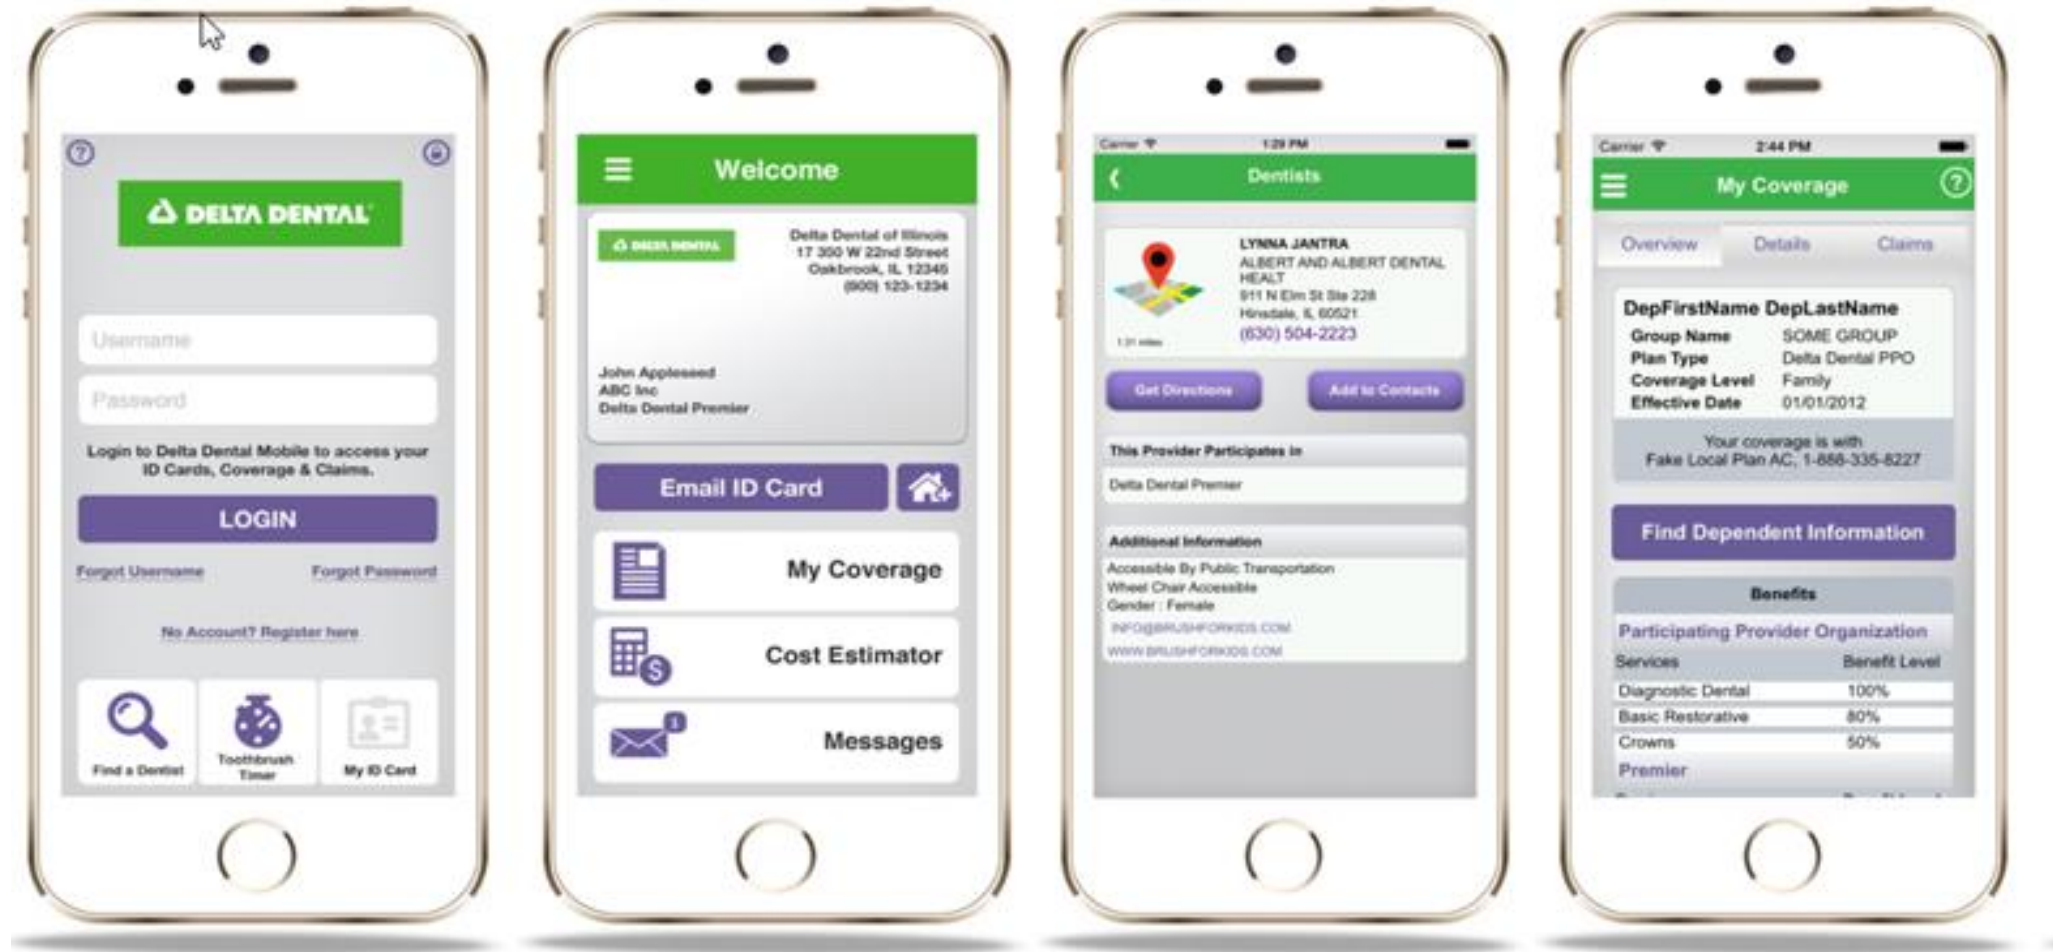 DELTA DENTAL
Username
Password
Login to Delta Dental Mobile to access your
ID Cards, Coverage & Claims.
LOGIN
Forgot Username
Forgot Password
No Account? Register here
Find a Dentist
Toothbrush
Timer
My ID Card
Welcome
DELTA DENTAL
Delta Dental of Illinois
17 350 W 22nd Street
Oakbrook, IL 12345
(600) 123-1234
John Appleseed
ABC Inc
Delta Dental Premier
Email ID Card
My Coverage
Cost Estimator
Messages
Carrier
1:29 PM
Dentists
LYNNA JANTRA
ALBERT AND ALBERT DENTAL
HEALT
911 N Elm St Ste 228
Hinsdale, IL 60521
(630) 504-2223
1.31 miles
Get Directions
Add to Contacts
This Provider Participates in
Delta Dental Premier
Additional Information
Accessible By Public Transportation
Wheel Chair Accessible
Gender : Female
INFO@BRUSHFORKIDS.COM
WWW.BRUSHFORKIDS.COM
Carrier
2:44 PM
My Coverage
?
Overview
Details
Claims
DepFirstName DepLastName
Group Name SOME GROUP
Plan Type Delta Dental PPO
Coverage Level Family
Effective Date 01/01/2012
Your coverage is with
Fake Local Plan AC, 1-888-335-8227
Find Dependent Information
Benefits
Participating Provider Organization
Services Benefit Level
Diagnostic Dental 100%
Basic Restorative 80%
Crowns 50%
Premier